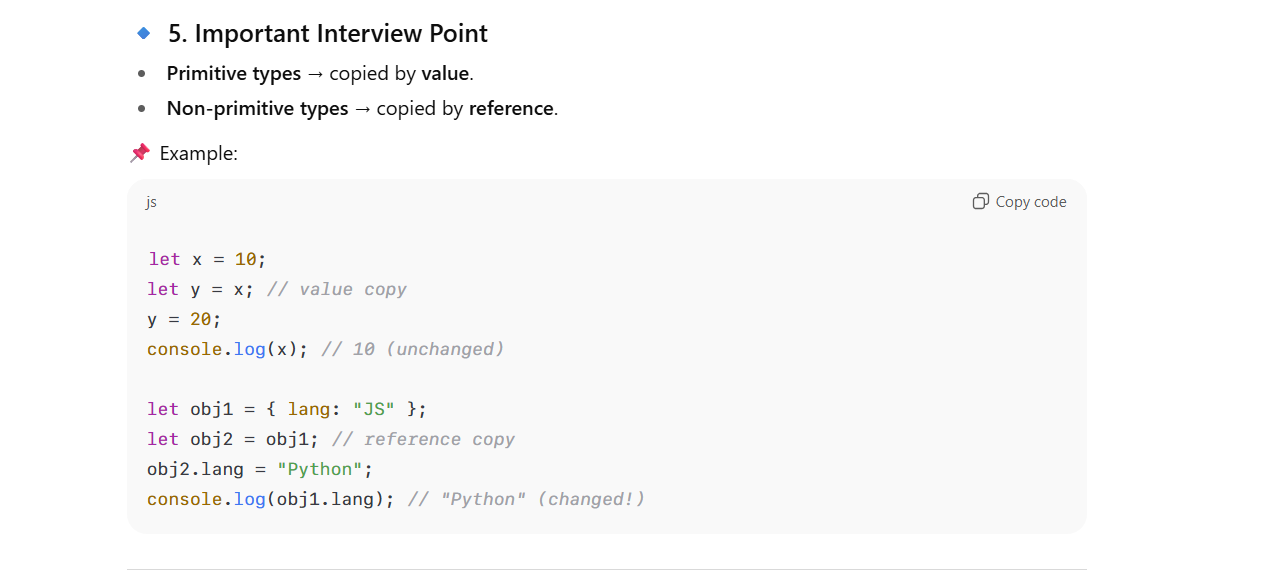 5. Important Interview Point
Primitive types → copied by value.
Non-primitive types → copied by reference.
Example:
js
Copy code
let x = 10;
let y = x; // value copy
y = 20;
console.log(x); // 10 (unchanged)
let obj1 = { lang: "JS" };
let obj2 = obj1; // reference copy
obj2.lang = "Python";
console.log(obj1.lang); // "Python" (changed!)